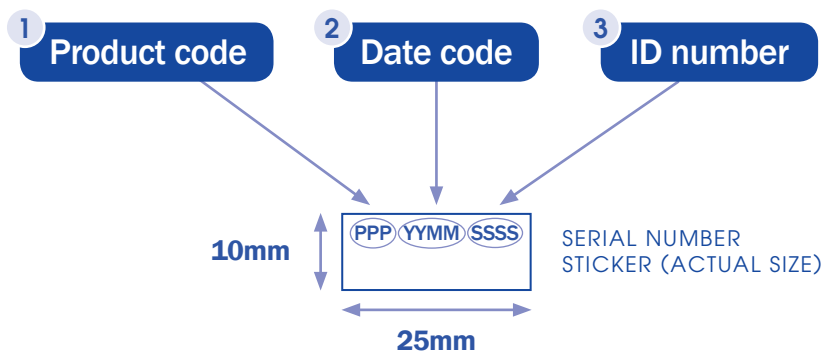 1
Product code
2
Date code
3
ID number
PPP YYMM SSSS
10mm
SERIAL NUMBER
STICKER (ACTUAL SIZE)
25mm